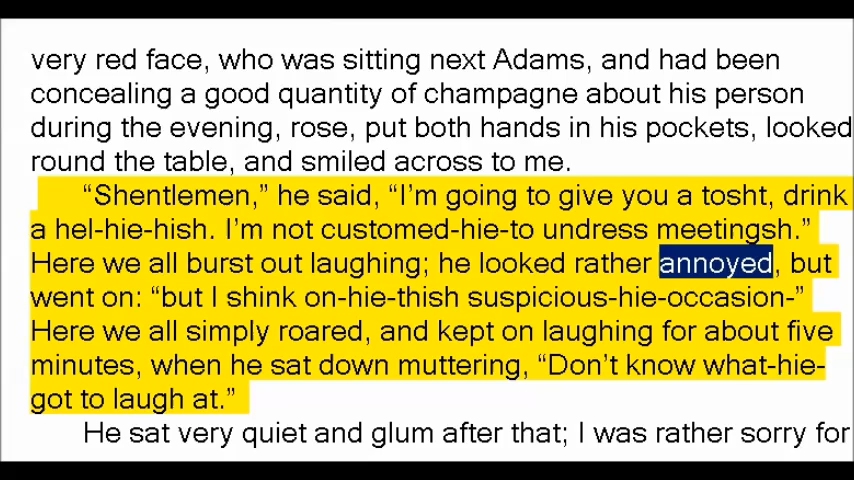 very red face, who was sitting next Adams, and had been
concealing a good quantity of champagne about his person
during the evening, rose, put both hands in his pockets, looked
round the table, and smiled across to me.
“Shentlemen,” he said, “I’m going to give you a tosht, drink
a hel-hie-hish. I’m not customed-hie-to undress meetingsh.”
Here we all burst out laughing; he looked rather annoyed, but
went on: “but I shink on-hie-thish suspicious-hie-occasion-”
Here we all simply roared, and kept on laughing for about five
minutes, when he sat down muttering, “Don’t know what-hie-
got to laugh at.”
He sat very quiet and glum after that; I was rather sorry for